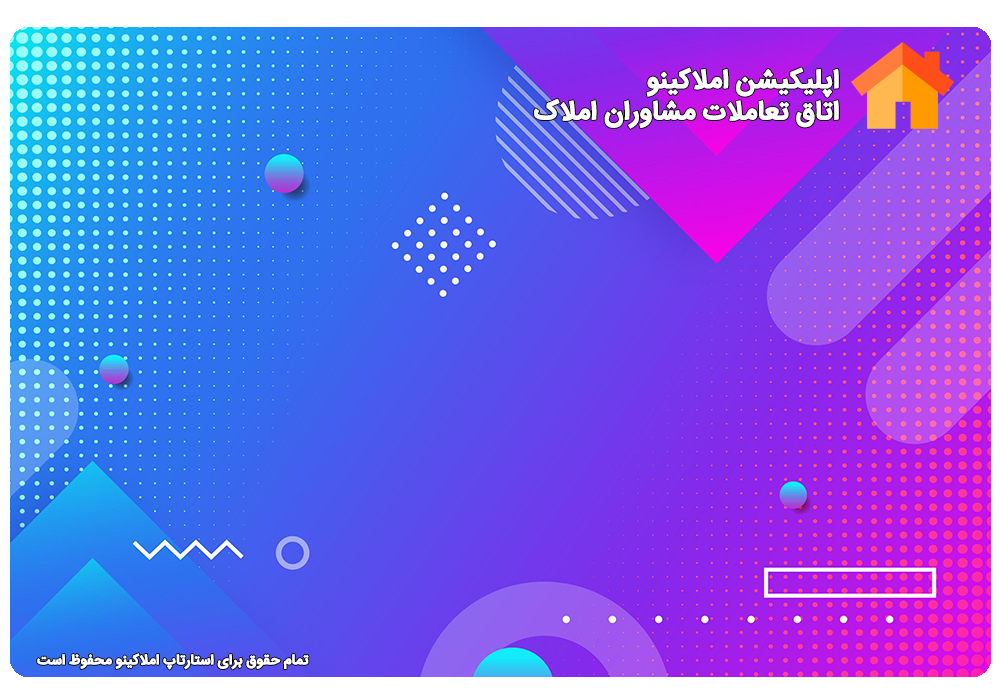 اپلیکیشن املاکینو
اتاق تعاملات مشاوران املاک
تمام حقوق برای استارتاپ املاکینو محفوظ است